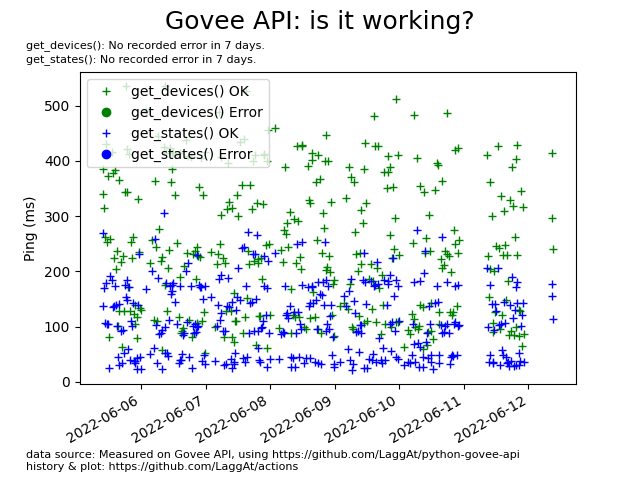 Govee API: is it working?
get_devices(): No recorded error in 7 days.
get_states(): No recorded error in 7 days.
get_devices() OK
get_devices() Error
get_states() OK
get_states() Error
Ping (ms)
500
400
300
200
100
0
2022-06-06
2022-06-07
2022-06-08
2022-06-09
2022-06-10
2022-06-11
2022-06-12
data source: Measured on Govee API, using https://github.com/LaggAt/python-govee-api
history & plot: https://github.com/LaggAt/actions